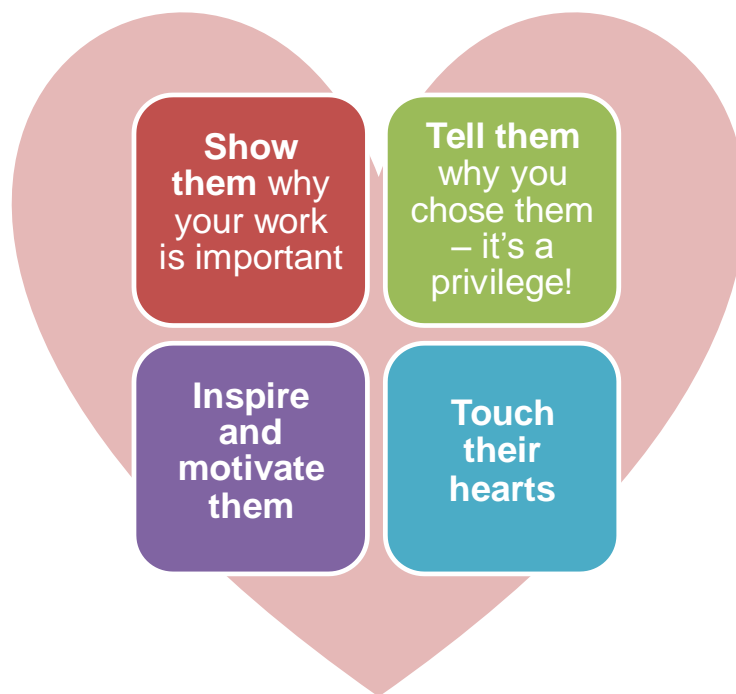 Show
them why
your work
is important
Tell them
why you
chose them
– it’s a
privilege!
Inspire
and
motivate
them
Touch
their
hearts